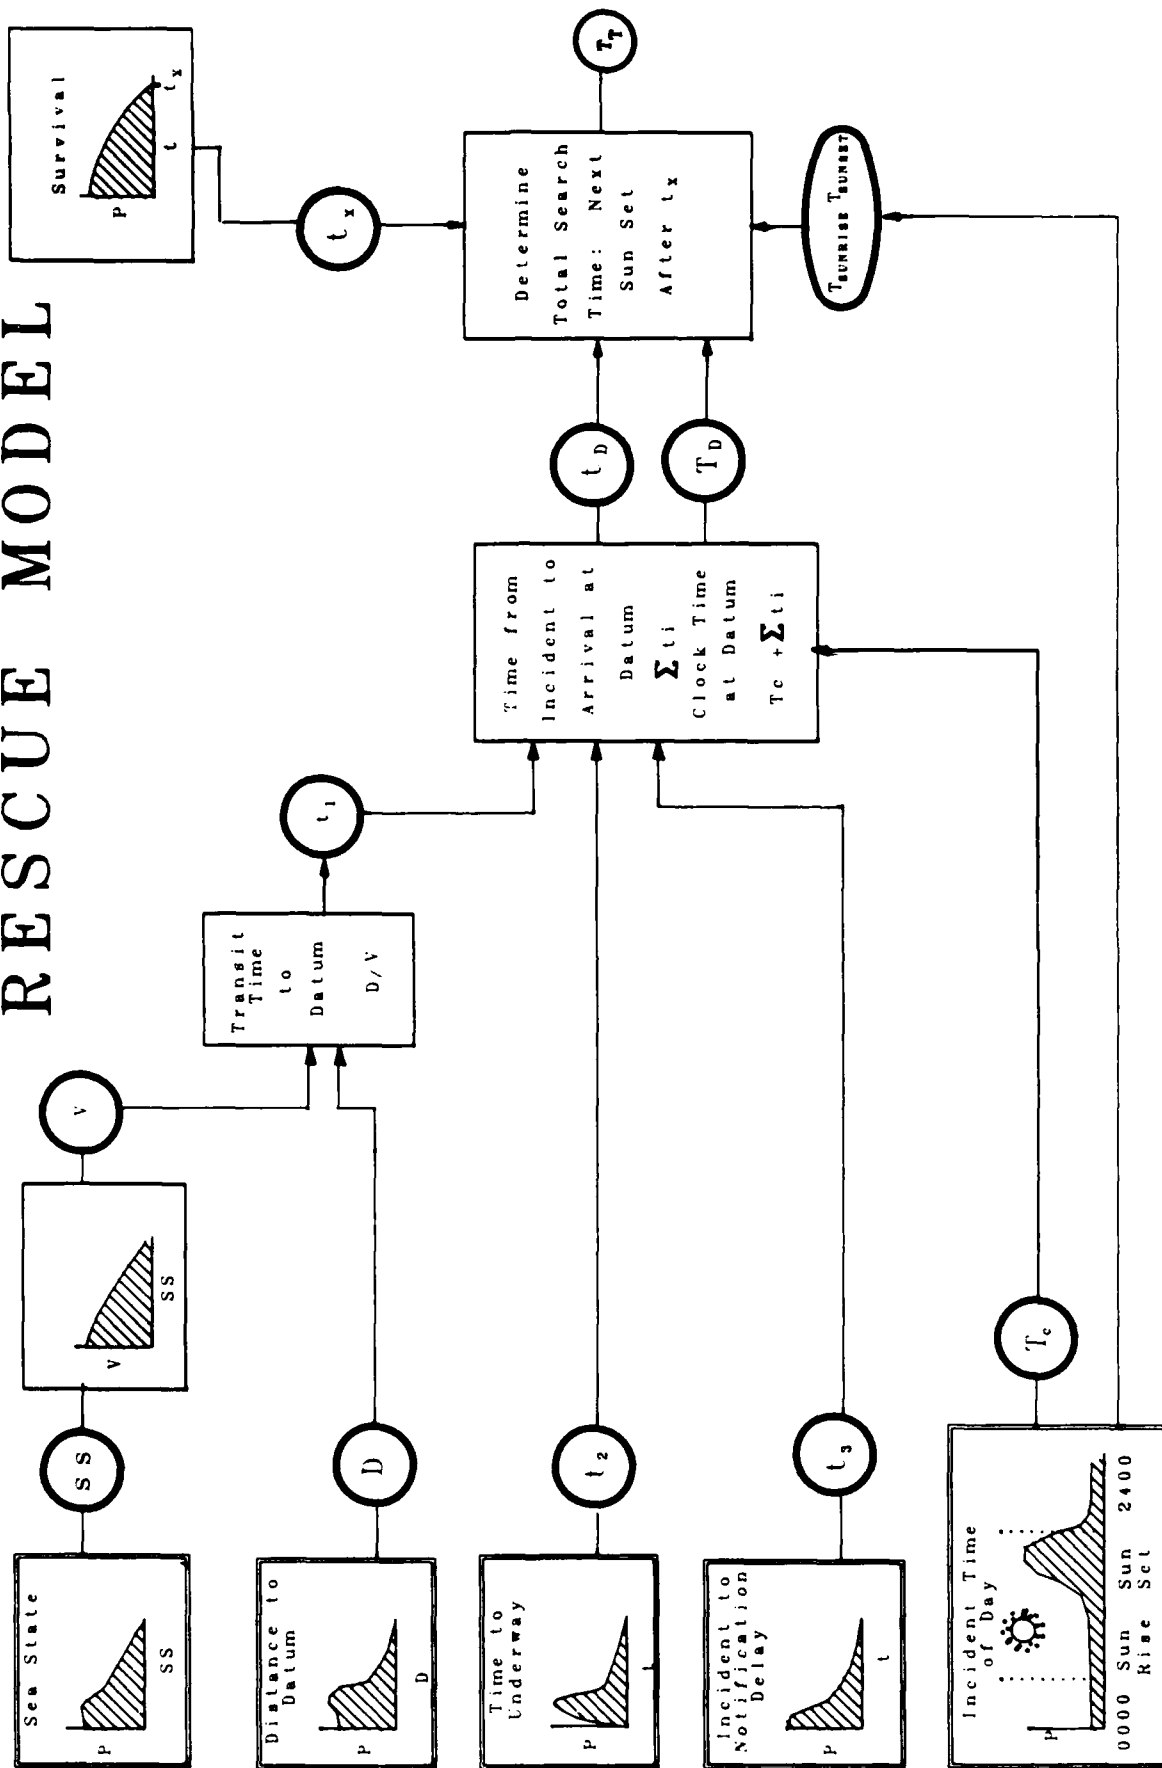 RESCUE MODEL
Sea State
P
SS
SS
V
SS
V
Distance to
Datum
P
D
D
Transit
Time
to
Datum
D/V
t1
Time to
Underway
P
t
t2
Incident to
Notification
Delay
P
t
t3
Incident Time
of Day
P
0000 Sun Sun 2400
Rise Set
Tc
Time from
Incident to
Arrival at
Datum
Σti
Clock Time
at Datum
Tc + Σti
tD
TD
Survival
P
t tx
tx
Determine
Total Search
Time: Next
Sun Set
After tx
TSUNRISE TSUNSET
TT